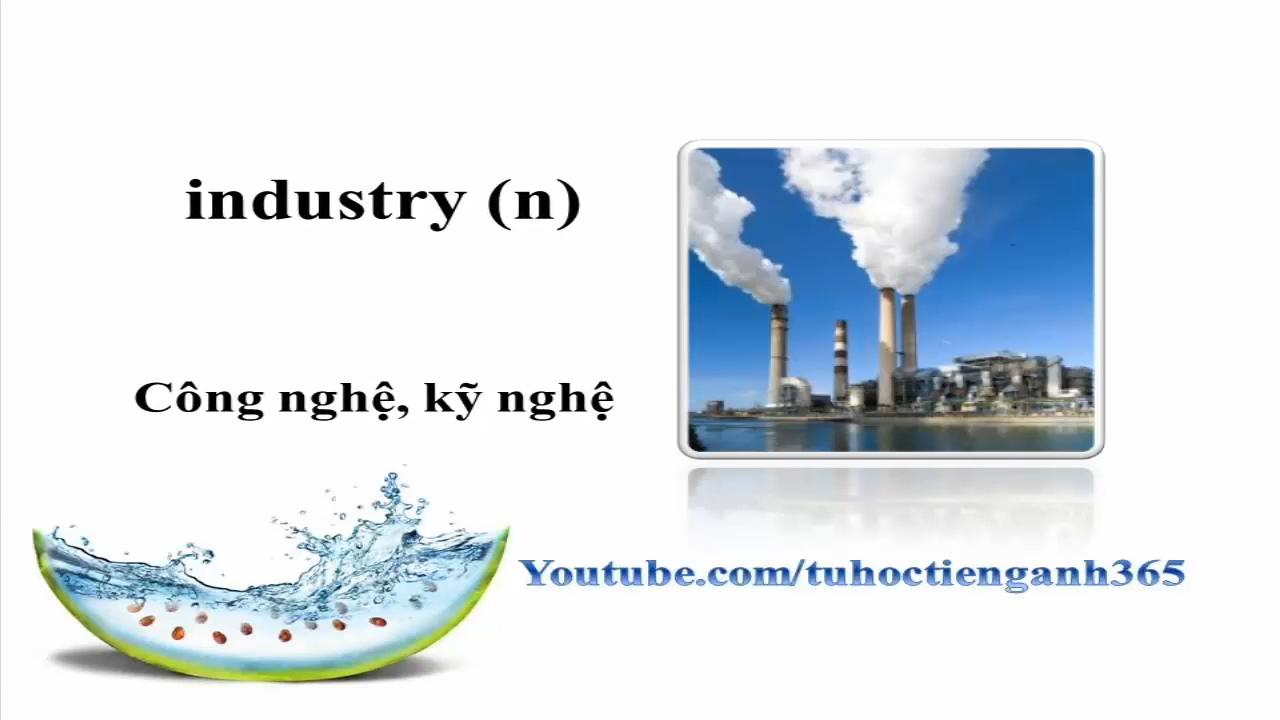 industry (n)
Công nghệ, kỹ nghệ
Youtube.com/tuhoctienganh365